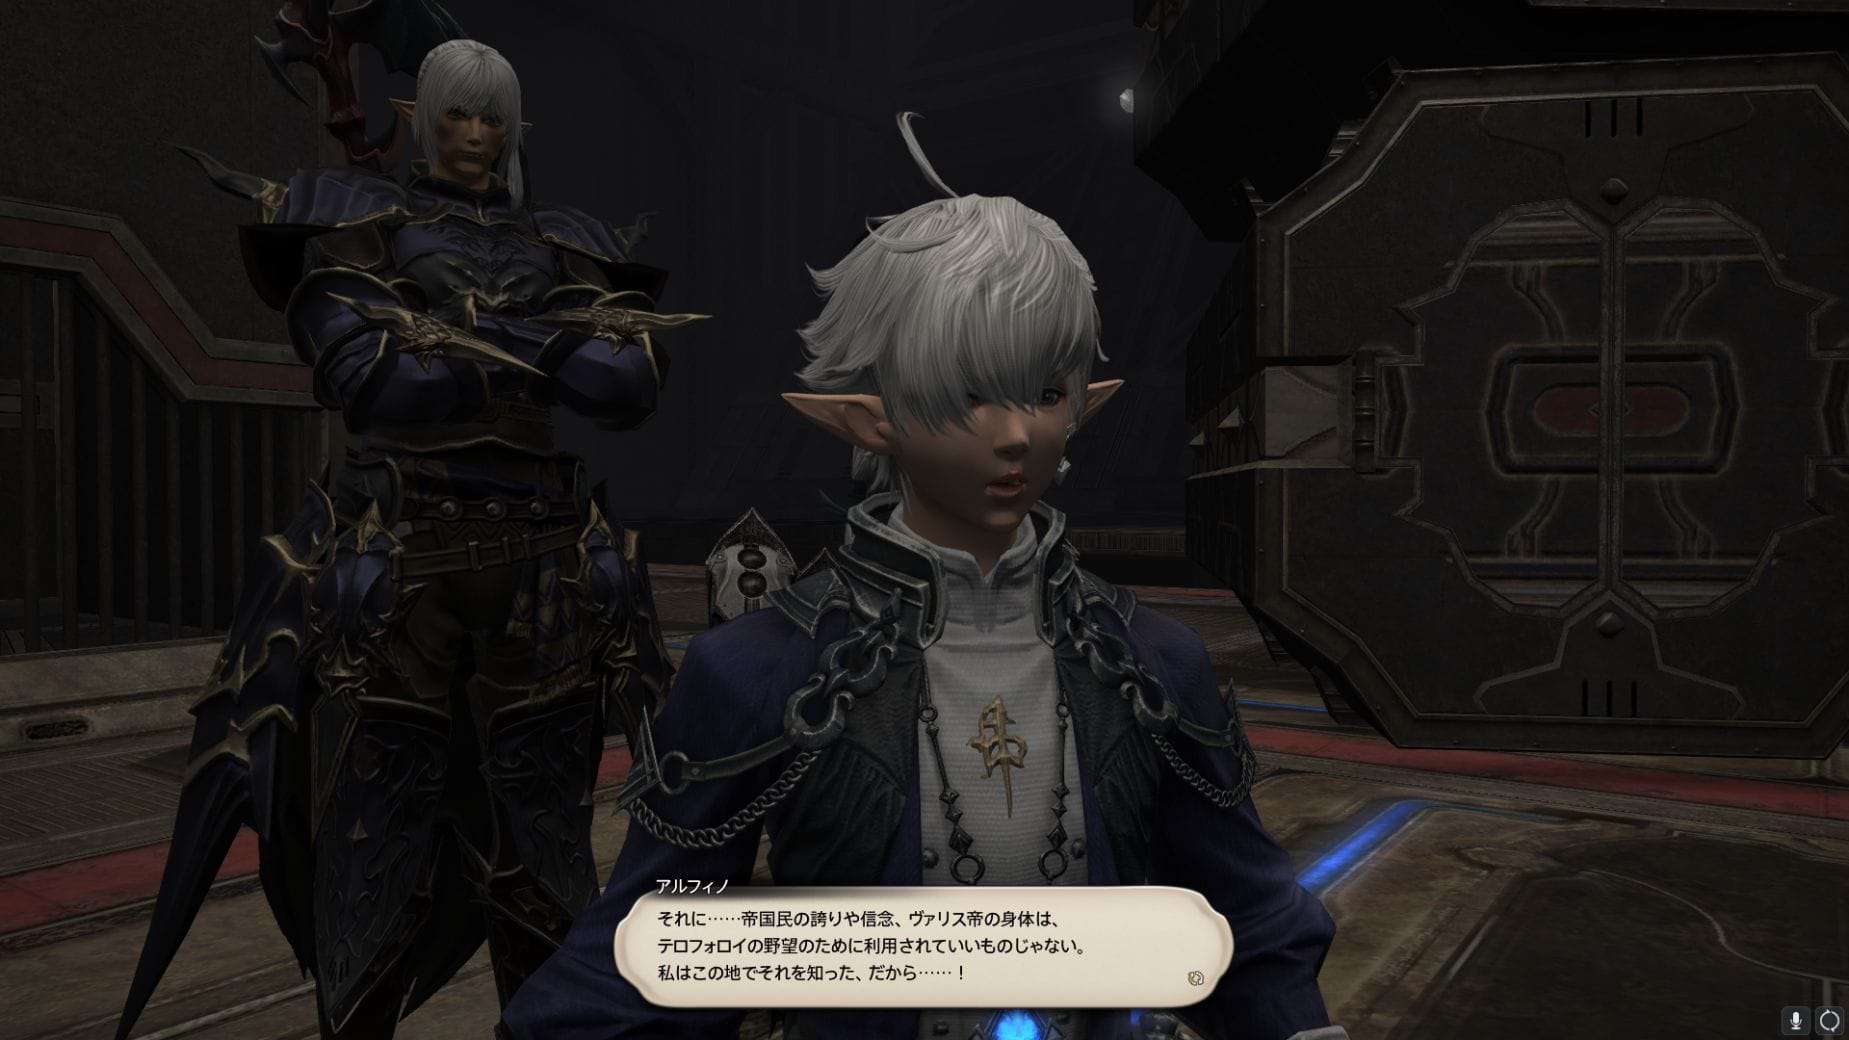 アルフィノ
それに……帝国民の誇りや信念、ヴァリス帝の身体は、
テロフォロイの野望のために利用されていいものじゃない。
私はこの地でそれを知った、だから……！